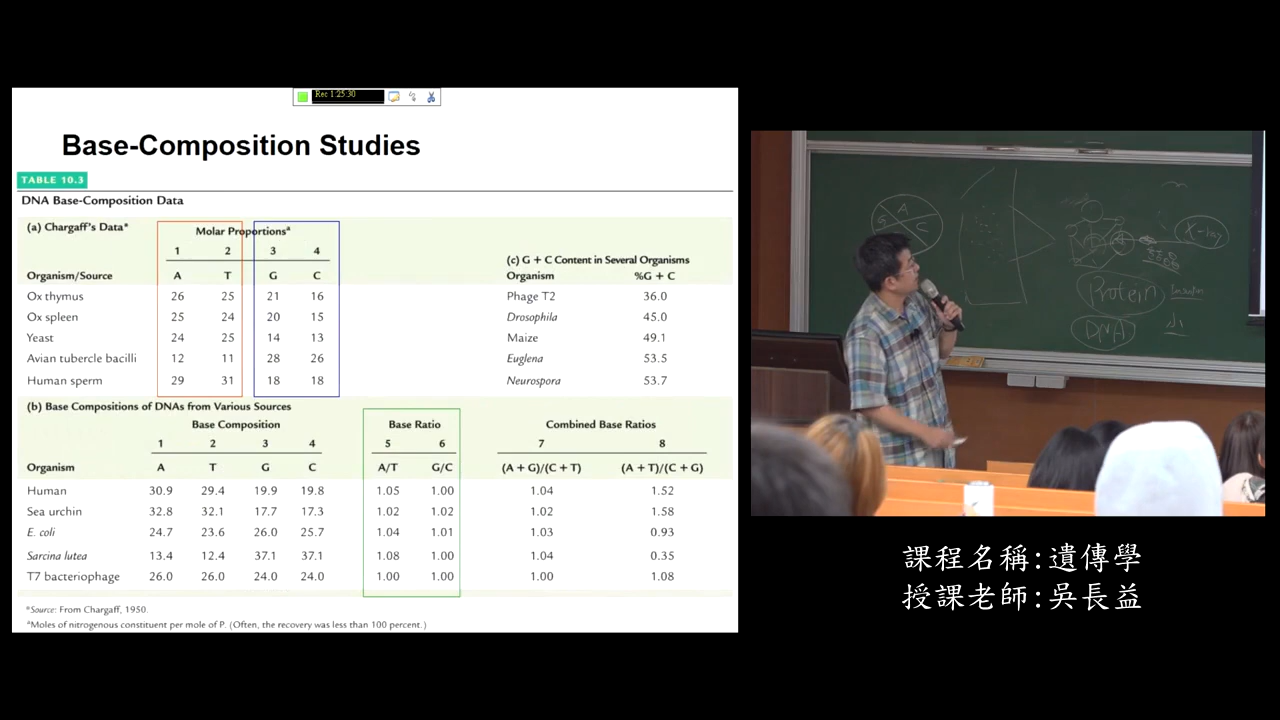 Rec 1:25:30
Base-Composition Studies
TABLE 10.3
DNA Base-Composition Data
(a) Chargaff's Data*
Molar Proportionsª
1 2 3 4
Organism/Source A T G C
Ox thymus 26 25 21 16
Ox spleen 25 24 20 15
Yeast 24 25 14 13
Avian tubercle bacilli 12 11 28 26
Human sperm 29 31 18 18
(c) G + C Content in Several Organisms
Organism %G + C
Phage T2 36.0
Drosophila 45.0
Maize 49.1
Euglena 53.5
Neurospora 53.7
(b) Base Compositions of DNAs from Various Sources
Base Composition Base Ratio Combined Base Ratios
1 2 3 4 5 6 7 8
Organism A T G C A/T G/C (A + G)/(C + T) (A + T)/(C + G)
Human 30.9 29.4 19.9 19.8 1.05 1.00 1.04 1.52
Sea urchin 32.8 32.1 17.7 17.3 1.02 1.02 1.02 1.58
E. coli 24.7 23.6 26.0 25.7 1.04 1.01 1.03 0.93
Sarcina lutea 13.4 12.4 37.1 37.1 1.08 1.00 1.04 0.35
T7 bacteriophage 26.0 26.0 24.0 24.0 1.00 1.00 1.00 1.08
*Source: From Chargaff, 1950.
ªMoles of nitrogenous constituent per mole of P. (Often, the recovery was less than 100 percent.)
A
G
C
X-ray
Protein
DNA
課程名稱:遺傳學
授課老師:吳長益